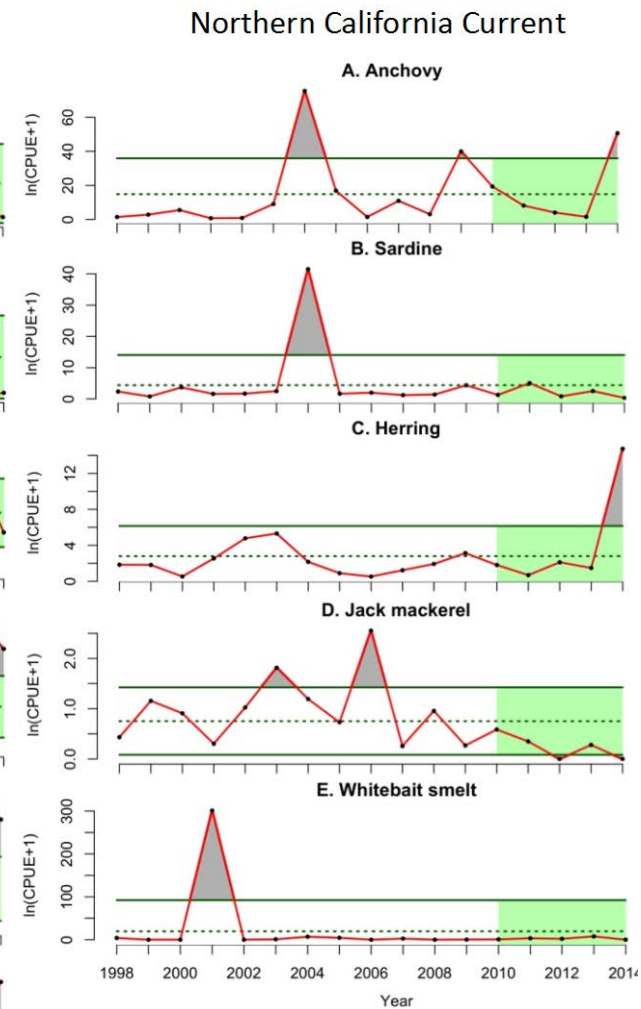 Northern California Current
A. Anchovy
ln(CPUE+1)
60
40
20
0
B. Sardine
ln(CPUE+1)
40
30
20
10
0
C. Herring
ln(CPUE+1)
12
8
4
0
D. Jack mackerel
ln(CPUE+1)
2.0
1.0
0.0
E. Whitebait smelt
ln(CPUE+1)
300
200
100
0
1998 2000 2002 2004 2006 2008 2010 2012 2014
Year